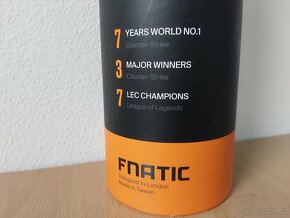 7 YEARS WORLD NO.1
Counter-Strike
3 MAJOR WINNERS
Counter-Strike
7 LEC CHAMPIONS
League of Legends
FNATIC
Designed in London
Made in Taiwan